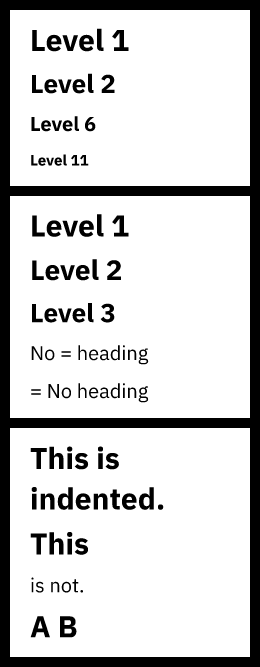 Level 1
Level 2
Level 6
Level 11
Level 1
Level 2
Level 3
No = heading
= No heading
This is
indented.
This
is not.
A B